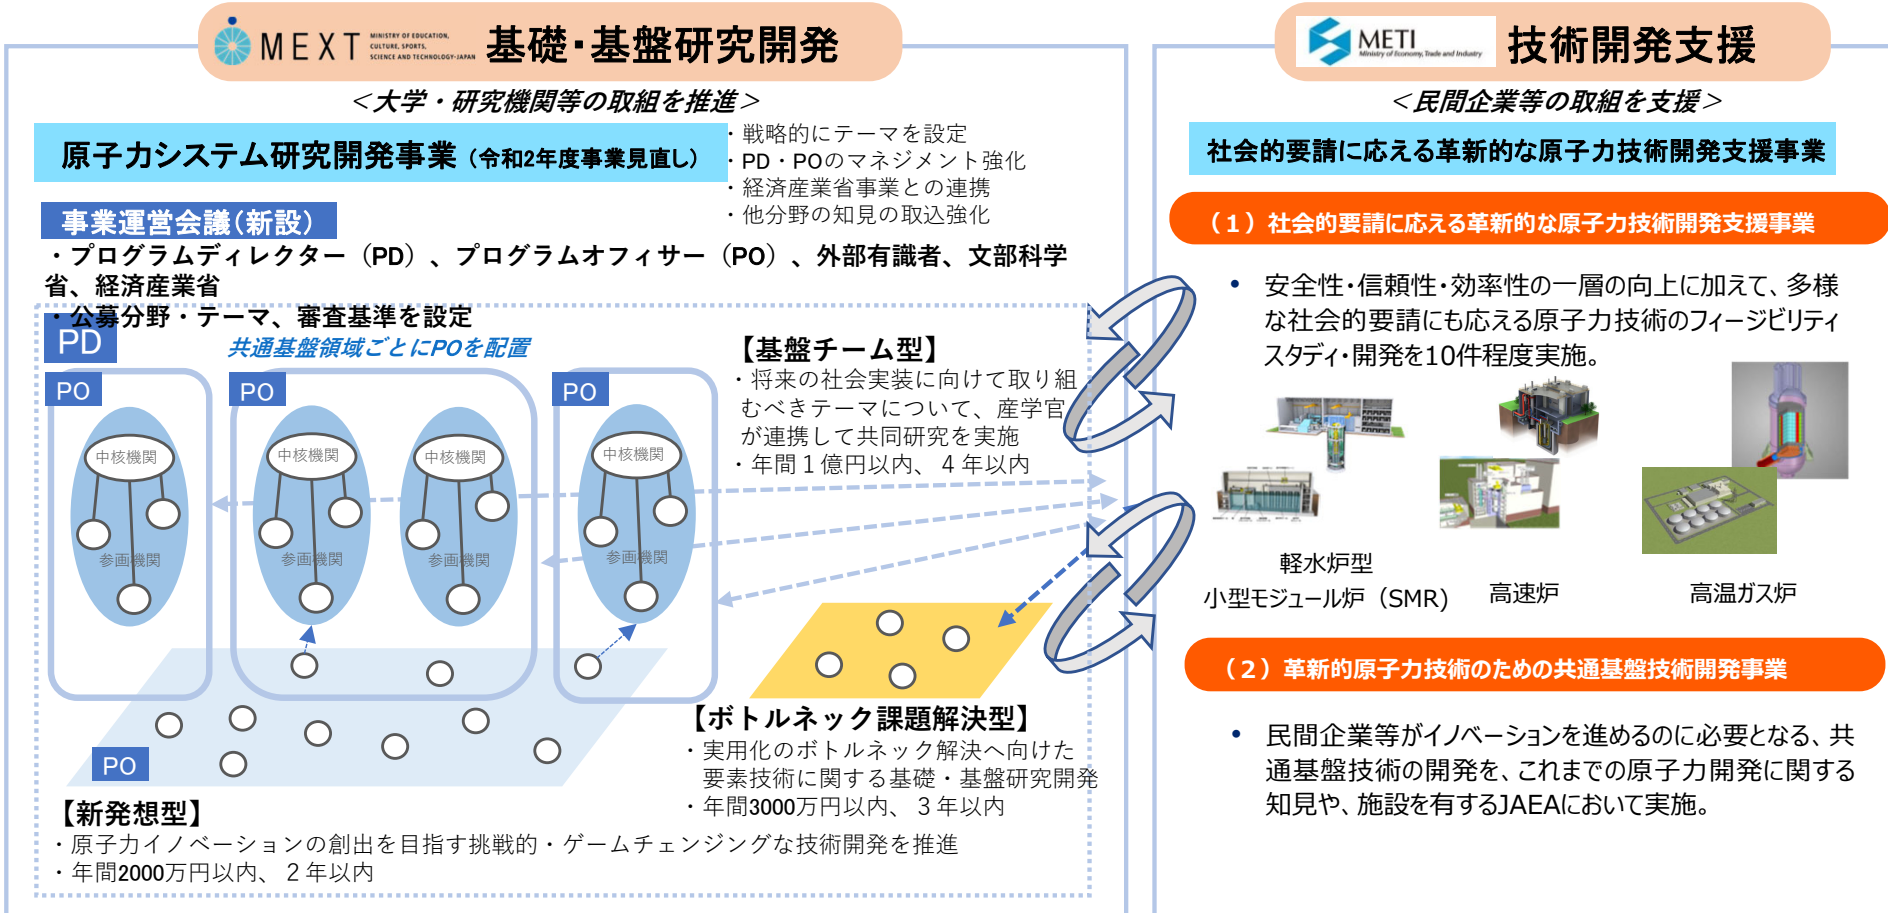 MEXT
MINISTRY OF EDUCATION,
CULTURE, SPORTS,
SCIENCE AND TECHNOLOGY-JAPAN
基礎・基盤研究開発
＜大学・研究機関等の取組を推進＞
原子力システム研究開発事業（令和2年度事業見直し）
・戦略的にテーマを設定
・PD・POのマネジメント強化
・経済産業省事業との連携
・他分野の知見の取込強化
事業運営会議（新設）
・プログラムディレクター（PD）、プログラムオフィサー（PO）、外部有識者、文部科学
省、経済産業省
・公募分野・テーマ、審査基準を設定
PD
共通基盤領域ごとにPOを配置
PO
PO
PO
中核機関
中核機関
中核機関
中核機関
参画機関
参画機関
参画機関
参画機関
【基盤チーム型】
・将来の社会実装に向けて取り組
むべきテーマについて、産学官
が連携して共同研究を実施
・年間１億円以内、４年以内
PO
【ボトルネック課題解決型】
・実用化のボトルネック解決へ向けた
要素技術に関する基礎・基盤研究開発
・年間3000万円以内、３年以内
【新発想型】
・原子力イノベーションの創出を目指す挑戦的・ゲームチェンジングな技術開発を推進
・年間2000万円以内、２年以内
METI
Ministry of Economy, Trade and Industry
技術開発支援
＜民間企業等の取組を支援＞
社会的要請に応える革新的な原子力技術開発支援事業
（１）社会的要請に応える革新的な原子力技術開発支援事業
• 安全性・信頼性・効率性の一層の向上に加えて、多様
な社会的要請にも応える原子力技術のフィージビリティ
スタディ・開発を10件程度実施。
軽水炉型
小型モジュール炉（SMR)
高速炉
高温ガス炉
（２）革新的原子力技術のための共通基盤技術開発事業
• 民間企業等がイノベーションを進めるのに必要となる、共
通基盤技術の開発を、これまでの原子力開発に関する
知見や、施設を有するJAEAにおいて実施。